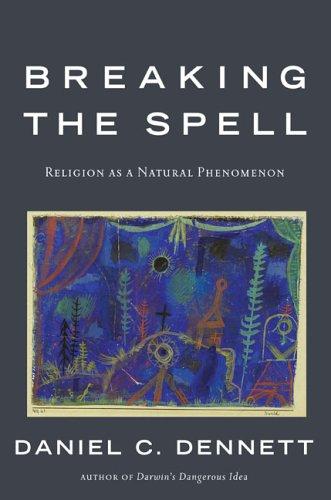 BREAKING
THE SPELL
RELIGION AS A NATURAL PHENOMENON
DANIEL C. DENNETT
AUTHOR OF Darwin's Dangerous Idea